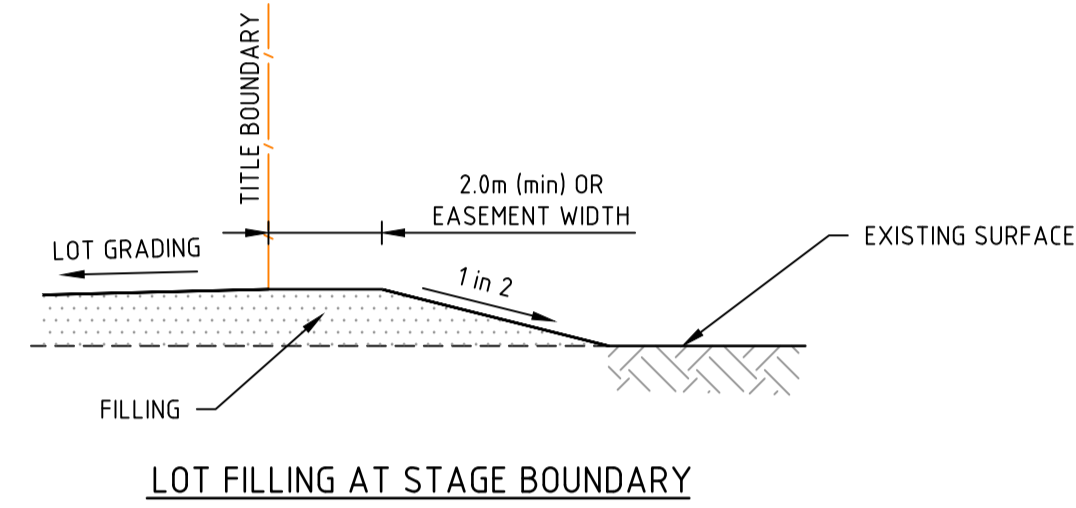 TITLE BOUNDARY
2.0m (min) OR
EASEMENT WIDTH
LOT GRADING
EXISTING SURFACE
1 in 2
FILLING
LOT FILLING AT STAGE BOUNDARY